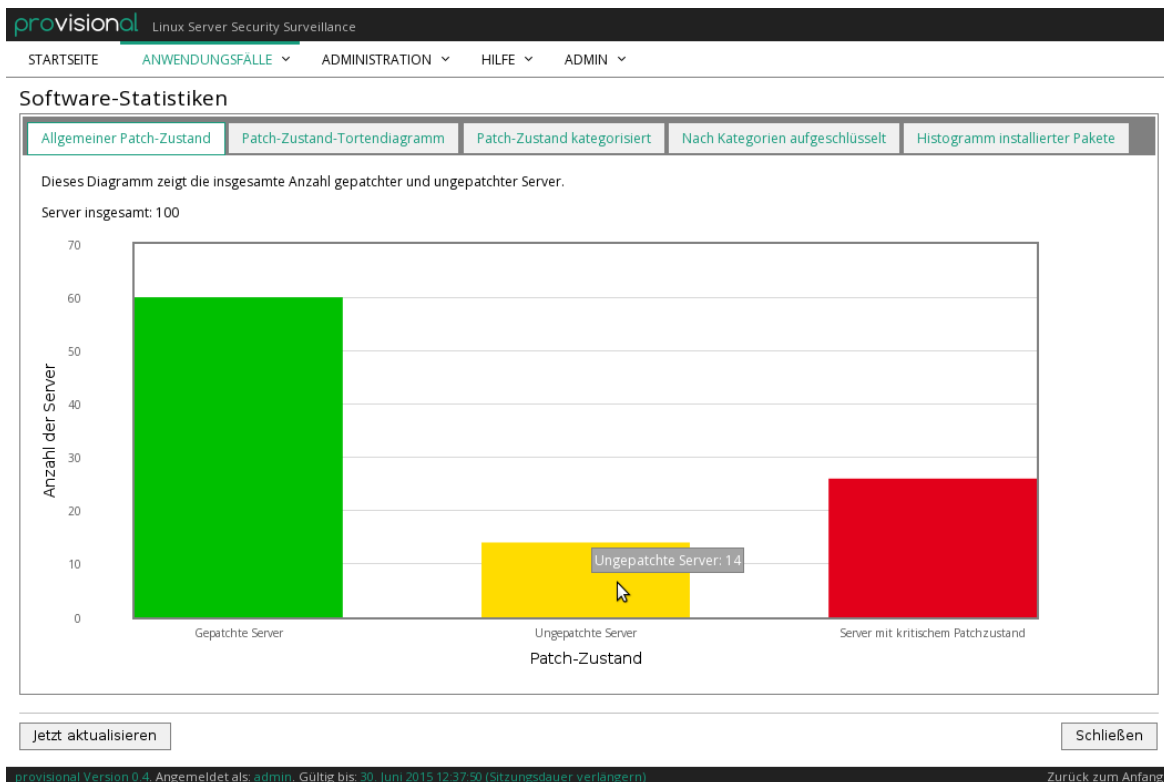 provisional Linux Server Security Surveillance
STARTSEITE ANWENDUNGSFÄLLE ADMINISTRATION HILFE ADMIN
Software-Statistiken
Allgemeiner Patch-Zustand Patch-Zustand-Tortendiagramm Patch-Zustand kategorisiert Nach Kategorien aufgeschlüsselt Histogramm installierter Pakete
Dieses Diagramm zeigt die insgesamte Anzahl gepatchter und ungepatchter Server.
Server insgesamt: 100
Anzahl der Server
70
60
50
40
30
20
10
0
Ungepatchte Server: 14
Gepatchte Server Ungepatchte Server Server mit kritischem Patchzustand
Patch-Zustand
Jetzt aktualisieren Schließen
provisional Version 0.4. Angemeldet als: admin. Gültig bis: 30. Juni 2015 12:37:50 (Sitzungsdauer verlängern) Zurück zum Anfang